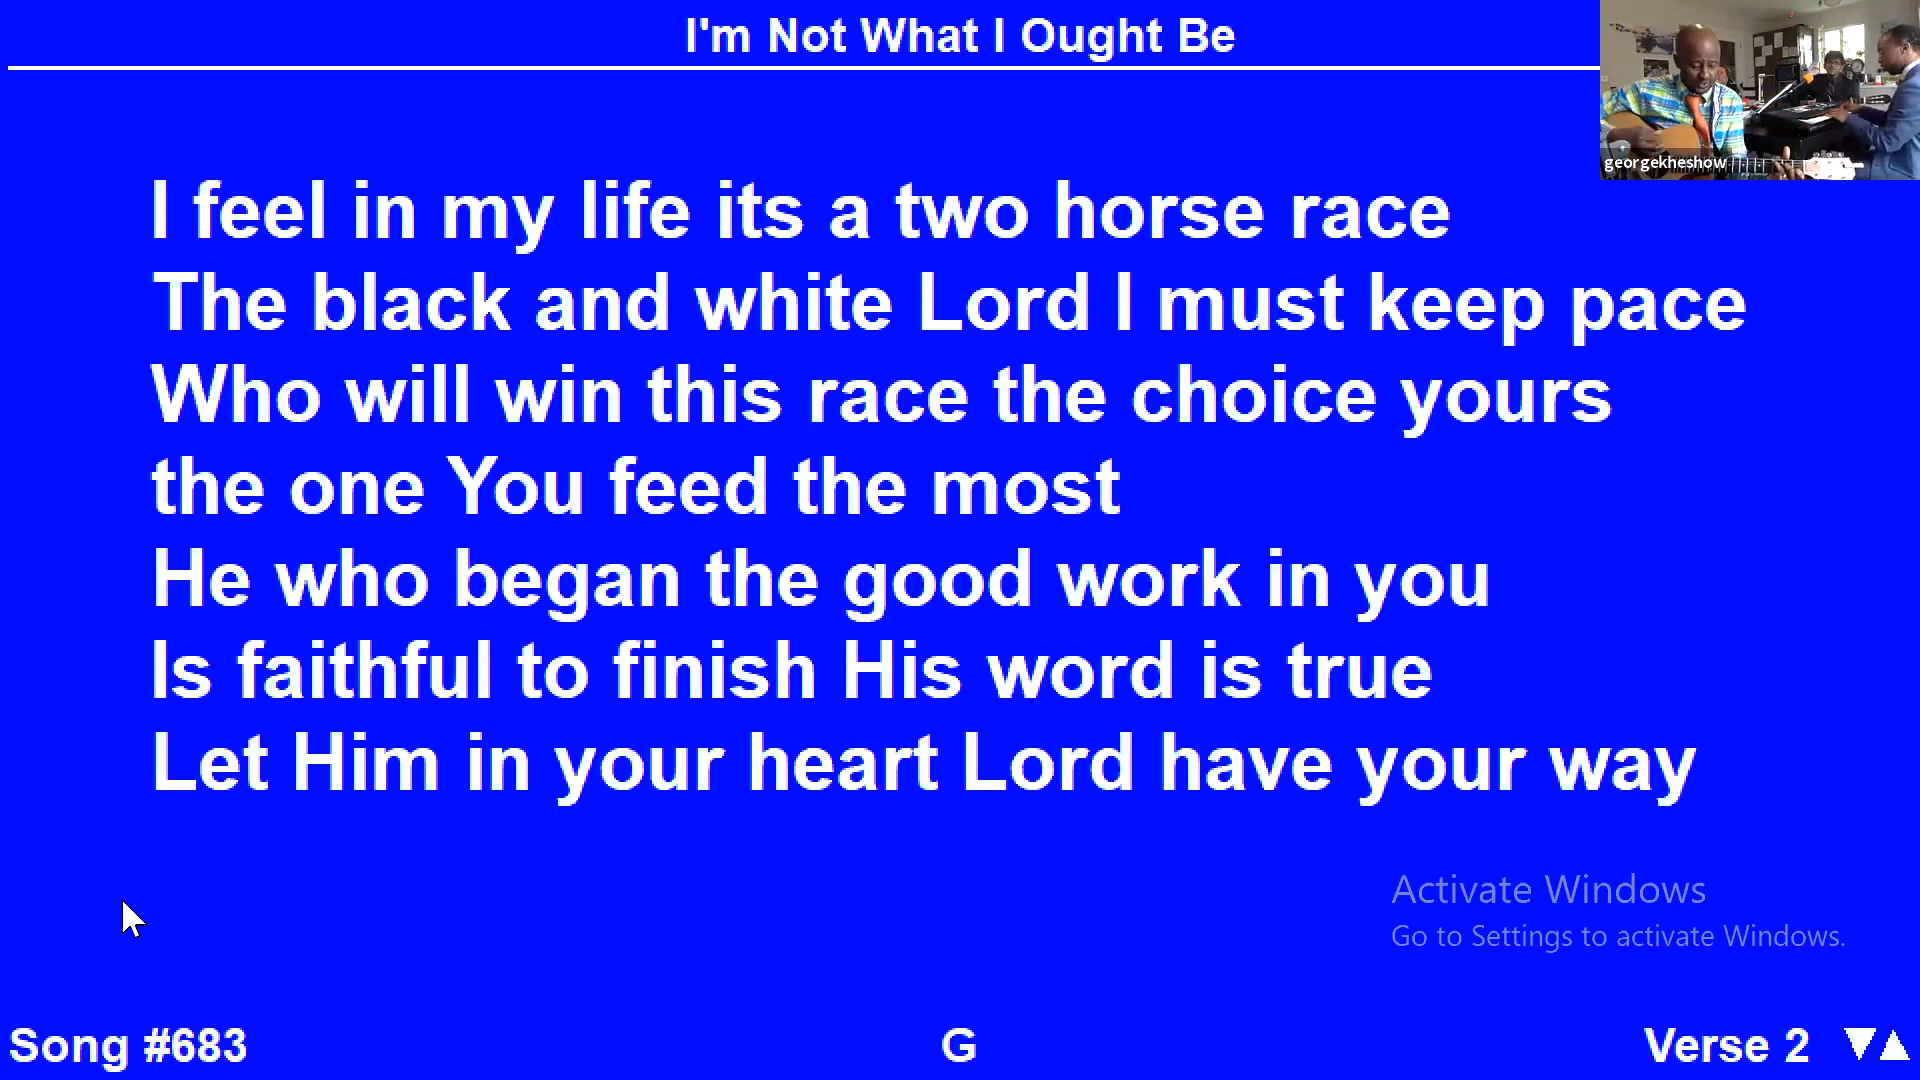 I'm Not What I Ought Be
georgekheshow
I feel in my life its a two horse race
The black and white Lord I must keep pace
Who will win this race the choice yours
the one You feed the most
He who began the good work in you
Is faithful to finish His word is true
Let Him in your heart Lord have your way
Activate Windows
Go to Settings to activate Windows.
Song #683
G
Verse 2